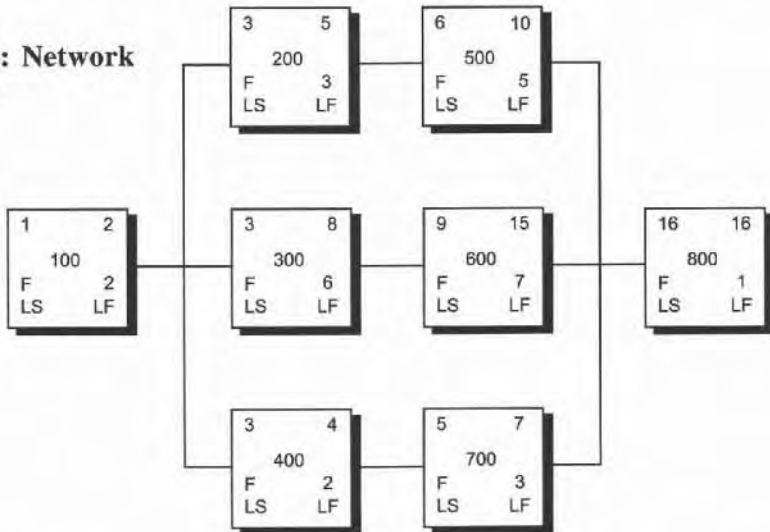 : Network
3 5
200
F 3
LS LF
6 10
500
F 5
LS LF
1 2
100
F 2
LS LF
3 8
300
F 6
LS LF
9 15
600
F 7
LS LF
16 16
800
F 1
LS LF
3 4
400
F 2
LS LF
5 7
700
F 3
LS LF